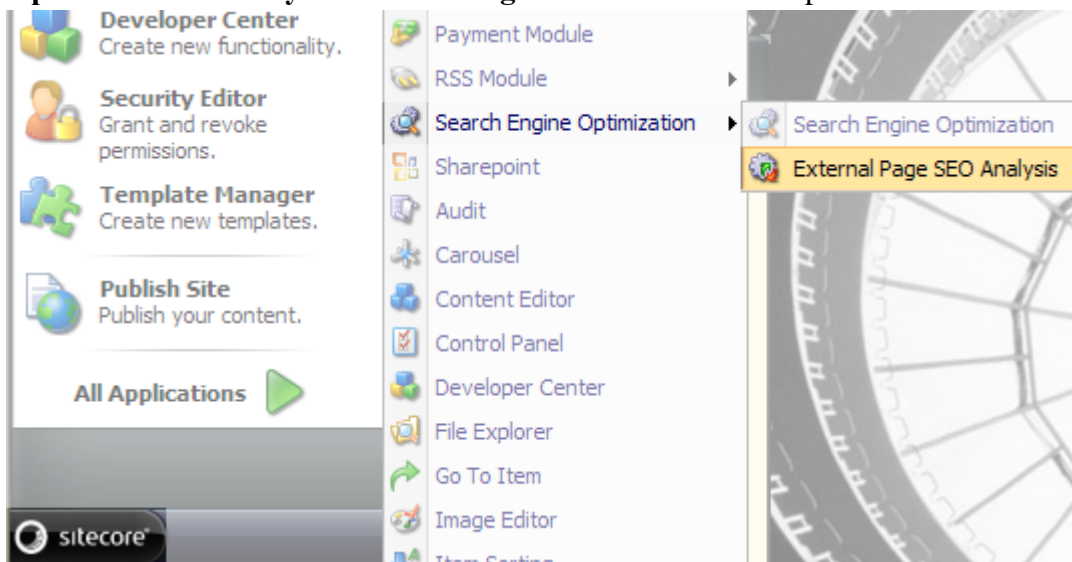 Developer Center
Create new functionality.
Security Editor
Grant and revoke
permissions.
Template Manager
Create new templates.
Publish Site
Publish your content.
All Applications
sitecore
Payment Module
RSS Module
Search Engine Optimization
Sharepoint
Audit
Carousel
Content Editor
Control Panel
Developer Center
File Explorer
Go To Item
Image Editor
Item Sorting
Search Engine Optimization
External Page SEO Analysis